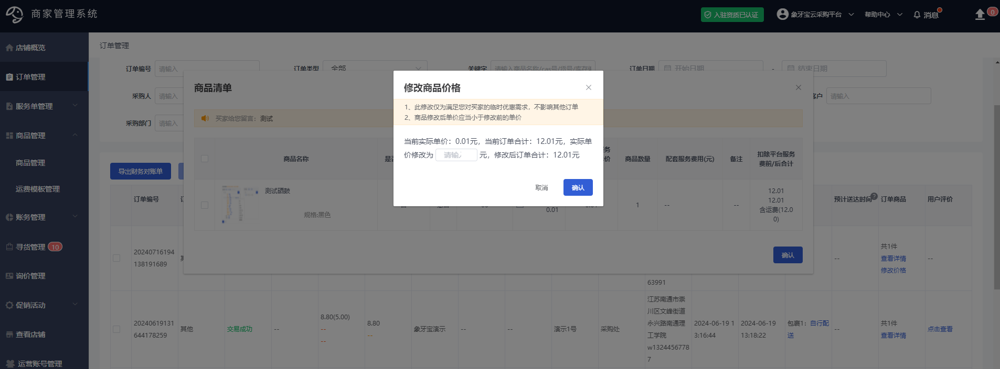 商家管理系统
入驻资质已认证
象牙宝云采购平台
帮助中心
消息
0
店铺概览
订单管理
服务单管理
商品管理
商品管理
运费模板管理
账务管理
寻货管理
10
询价管理
促销活动
查看店铺
运营账号管理
订单管理
订单编号
请输入
订单类型
全部
关键字
请输入商品名称/cas号/货号/库存编
订单日期
开始日期
-
结束日期
采购人
请输入
客户
请输入
采购部门
请输入
导出财务对账单
商品清单
买家给您留言：测试
商品名称
商品数量
配套服务费用(元)
备注
扣除平台服务
费前/后合计
测试硒鼓
规格:黑色
0.01
1
--
--
12.01
12.01
含运费(12.0
0)
确认
修改商品价格
1、此修改仅为满足您对买家的临时优惠需求，不影响其他订单
2、商品修改后单价应当小于修改前的单价
当前实际单价：0.01元，当前订单合计：12.01元，实际单
价修改为 请输入 元，修改后订单合计：12.01元
取消
确认
订单编号
预计送达时间
?
订单商品
用户评价
20240716194
138191689
63991
--
共1件
查看详情
修改价格
--
20240619131
644178259
其他
交易成功
--
8.80(5.00)
--
--
8.80
--
象牙宝演示
--
--
演示1号
采购处
江苏南通市崇
川区文峰街道
永兴路南通理
工学院
w1324456778
7
2024-06-19 1
3:16:44
2024-06-19
13:18:22
包裹1：自行配
送
--
共1件
查看详情
点击查看